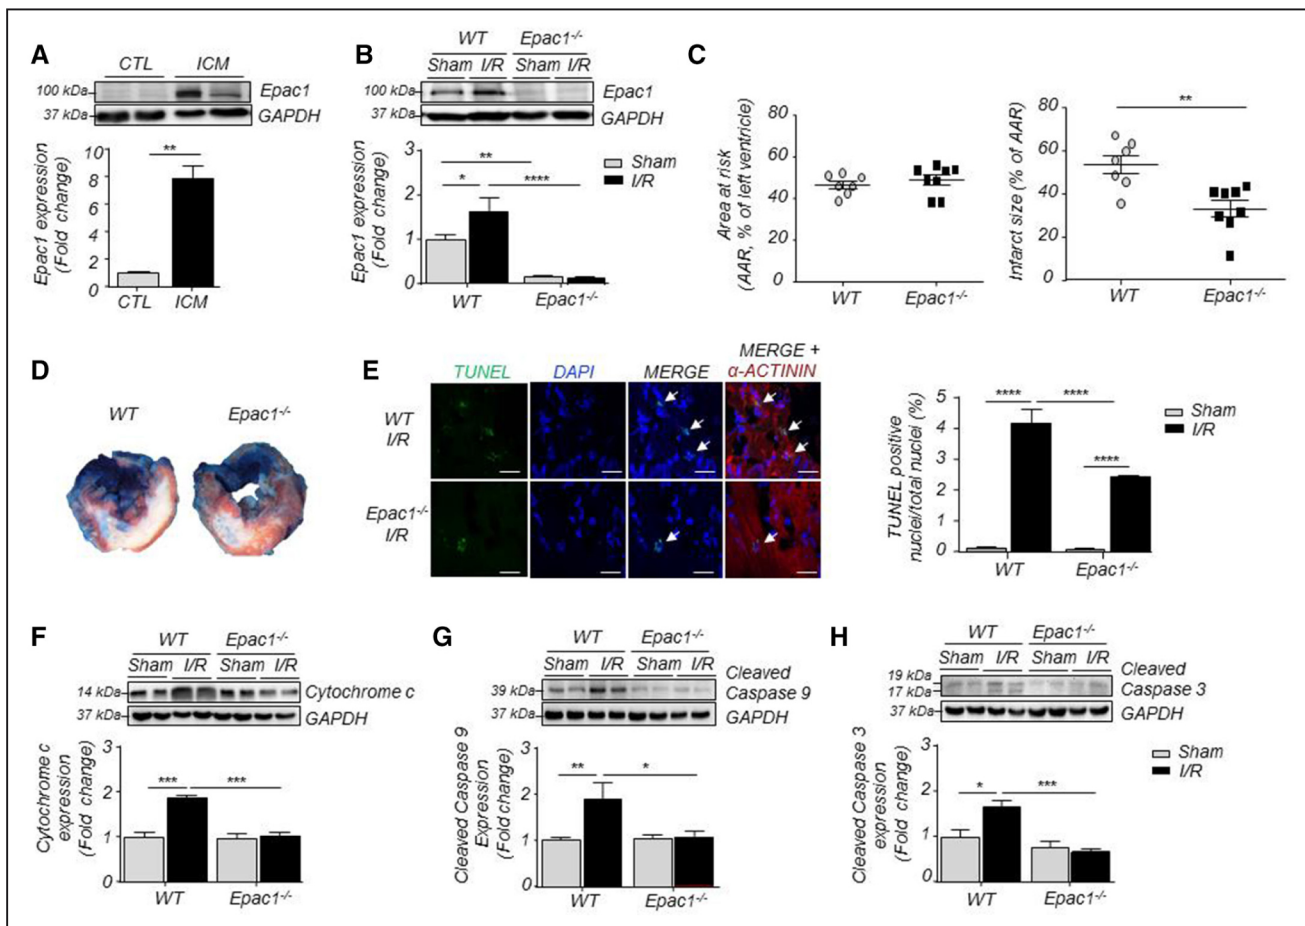 A
CTL ICM
100 kDa Epac1
37 kDa GAPDH
Epac1 expression
(Fold change)
10
8
6
4
2
0
**
CTL ICM
B
WT Epac1-/-
Sham I/R Sham I/R
100 kDa Epac1
37 kDa GAPDH
Epac1 expression
(Fold change)
3
2
1
0
**
* ****
Sham
I/R
WT Epac1-/-
C
Area at risk
(AAR, % of left ventricle)
80
60
40
20
0
WT Epac1-/-
Infarct size (% of AAR)
80
60
40
20
0
**
WT Epac1-/-
D
WT Epac1-/-
E
TUNEL DAPI MERGE MERGE +
α-ACTININ
WT
I/R
Epac1-/-
I/R
TUNEL positive
nuclei/total nuclei (%)
5
4
3
2
1
0
**** ****
****
Sham
I/R
WT Epac1-/-
F
WT Epac1-/-
Sham I/R Sham I/R
14 kDa Cytochrome c
37 kDa GAPDH
Cytochrome c
expression
(Fold change)
3
2
1
0
*** ***
WT Epac1-/-
G
WT Epac1-/-
Sham I/R Sham I/R Cleaved
39 kDa Caspase 9
37 kDa GAPDH
Cleaved Caspase 9
Expression
(Fold change)
3
2
1
0
** *
WT Epac1-/-
H
WT Epac1-/-
Sham I/R Sham I/R
19 kDa Cleaved
17 kDa Caspase 3
37 kDa GAPDH
Cleaved Caspase 3
expression
(Fold change)
3
2
1
0
* ***
Sham
I/R
WT Epac1-/-